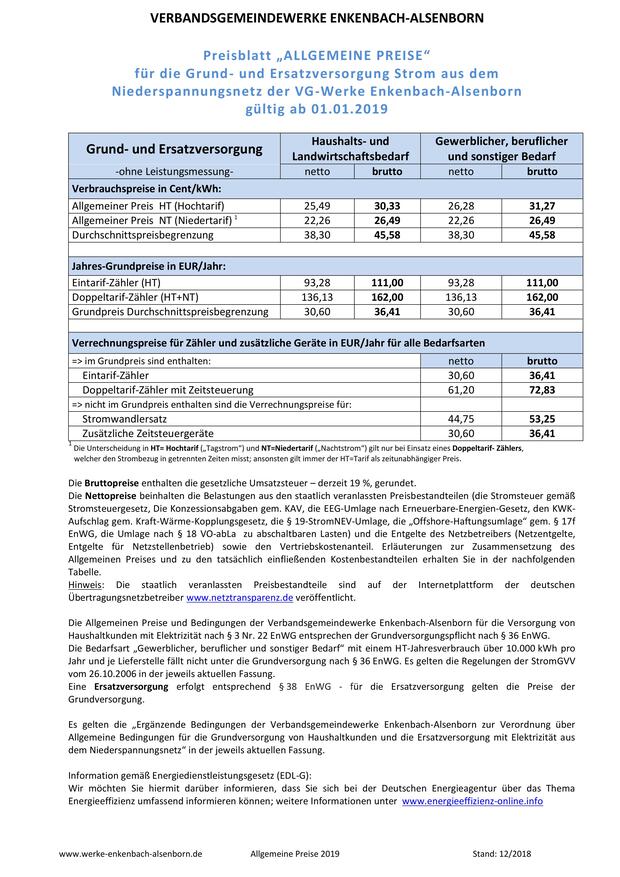 VERBANDSGEMEINDEWERKE ENKENBACH-ALSENBORN
Preisblatt „ALLGEMEINE PREISE“
für die Grund- und Ersatzversorgung Strom aus dem
Niederspannungsnetz der VG-Werke Enkenbach-Alsenborn
gültig ab 01.01.2019
Grund- und Ersatzversorgung Haushalts- und Landwirtschaftsbedarf Gewerblicher, beruflicher und sonstiger Bedarf
-ohne Leistungsmessung- netto brutto netto brutto
Verbrauchspreise in Cent/kWh:
Allgemeiner Preis HT (Hochtarif) 25,49 30,33 26,28 31,27
Allgemeiner Preis NT (Niedertarif) 1 22,26 26,49 22,26 26,49
Durchschnittspreisbegrenzung 38,30 45,58 38,30 45,58
Jahres-Grundpreise in EUR/Jahr:
Eintarif-Zähler (HT) 93,28 111,00 93,28 111,00
Doppeltarif-Zähler (HT+NT) 136,13 162,00 136,13 162,00
Grundpreis Durchschnittspreisbegrenzung 30,60 36,41 30,60 36,41
Verrechnungspreise für Zähler und zusätzliche Geräte in EUR/Jahr für alle Bedarfsarten
=> im Grundpreis sind enthalten: netto brutto
Eintarif-Zähler 30,60 36,41
Doppeltarif-Zähler mit Zeitsteuerung 61,20 72,83
=> nicht im Grundpreis enthalten sind die Verrechnungspreise für:
Stromwandlersatz 44,75 53,25
Zusätzliche Zeitsteuergeräte 30,60 36,41
1 Die Unterscheidung in HT= Hochtarif („Tagstrom“) und NT=Niedertarif („Nachtstrom“) gilt nur bei Einsatz eines Doppeltarif- Zählers,
welcher den Strombezug in getrennten Zeiten misst; ansonsten gilt immer der HT=Tarif als zeitunabhängiger Preis.
Die Bruttopreise enthalten die gesetzliche Umsatzsteuer – derzeit 19 %, gerundet.
Die Nettopreise beinhalten die Belastungen aus den staatlich veranlassten Preisbestandteilen (die Stromsteuer gemäß
Stromsteuergesetz, Die Konzessionsabgaben gem. KAV, die EEG-Umlage nach Erneuerbare-Energien-Gesetz, den KWK-
Aufschlag gem. Kraft-Wärme-Kopplungsgesetz, die § 19-StromNEV-Umlage, die „Offshore-Haftungsumlage“ gem. § 17f
EnWG, die Umlage nach § 18 VO-abLa zu abschaltbaren Lasten) und die Entgelte des Netzbetreibers (Netzentgelte,
Entgelte für Netzstellenbetrieb) sowie den Vertriebskostenanteil. Erläuterungen zur Zusammensetzung des
Allgemeinen Preises und zu den tatsächlich einfließenden Kostenbestandteilen erhalten Sie in der nachfolgenden
Tabelle.
Hinweis: Die staatlich veranlassten Preisbestandteile sind auf der Internetplattform der deutschen
Übertragungsnetzbetreiber www.netztransparenz.de veröffentlicht.
Die Allgemeinen Preise und Bedingungen der Verbandsgemeindewerke Enkenbach-Alsenborn für die Versorgung von
Haushaltkunden mit Elektrizität nach § 3 Nr. 22 EnWG entsprechen der Grundversorgungspflicht nach § 36 EnWG.
Die Bedarfsart „Gewerblicher, beruflicher und sonstiger Bedarf“ mit einem HT-Jahresverbrauch über 10.000 kWh pro
Jahr und je Lieferstelle fällt nicht unter die Grundversorgung nach § 36 EnWG. Es gelten die Regelungen der StromGVV
vom 26.10.2006 in der jeweils aktuellen Fassung.
Eine Ersatzversorgung erfolgt entsprechend § 38 EnWG - für die Ersatzversorgung gelten die Preise der
Grundversorgung.
Es gelten die „Ergänzende Bedingungen der Verbandsgemeindewerke Enkenbach-Alsenborn zur Verordnung über
Allgemeine Bedingungen für die Grundversorgung von Haushaltkunden und die Ersatzversorgung mit Elektrizität aus
dem Niederspannungsnetz“ in der jeweils aktuellen Fassung.
Information gemäß Energiedienstleistungsgesetz (EDL-G):
Wir möchten Sie hiermit darüber informieren, dass Sie sich bei der Deutschen Energieagentur über das Thema
Energieeffizienz umfassend informieren können; weitere Informationen unter www.energieeffizienz-online.info
www.werke-enkenbach-alsenborn.de Allgemeine Preise 2019 Stand: 12/2018